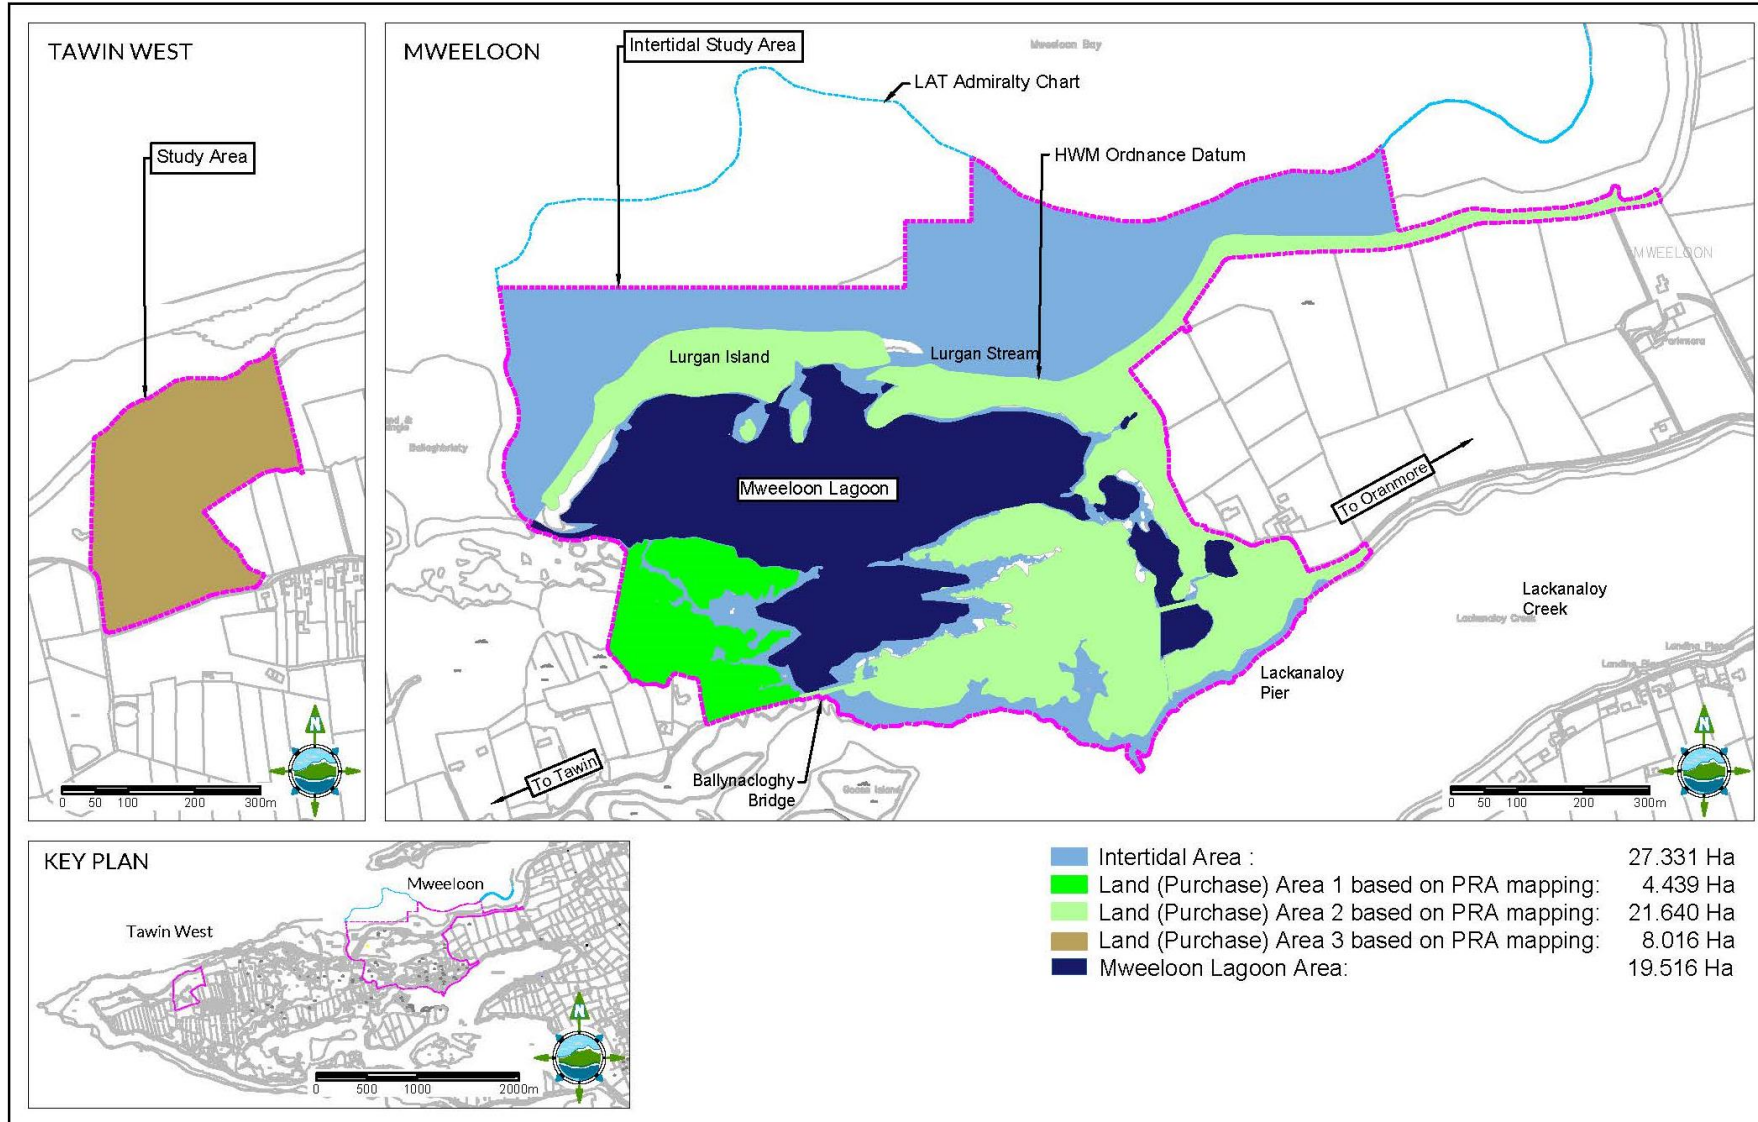 TAWIN WEST
Study Area
N
0 50 100 200 300m
MWEELOON
Intertidal Study Area
Mweeloon Bay
LAT Admiralty Chart
HWM Ordnance Datum
MWEELOON
Lurgan Island
Lurgan Stream
Mweeloon Lagoon
To Oranmore
Lackanaloy
Creek
Lackanaloy Creek
Lackanaloy
Pier
Ballynacloghy
Bridge
Goose Island
To Tawin
N
0 50 100 200 300m
KEY PLAN
Mweeloon
Tawin West
N
0 500 1000 2000m
Intertidal Area : 27.331 Ha
Land (Purchase) Area 1 based on PRA mapping: 4.439 Ha
Land (Purchase) Area 2 based on PRA mapping: 21.640 Ha
Land (Purchase) Area 3 based on PRA mapping: 8.016 Ha
Mweeloon Lagoon Area: 19.516 Ha